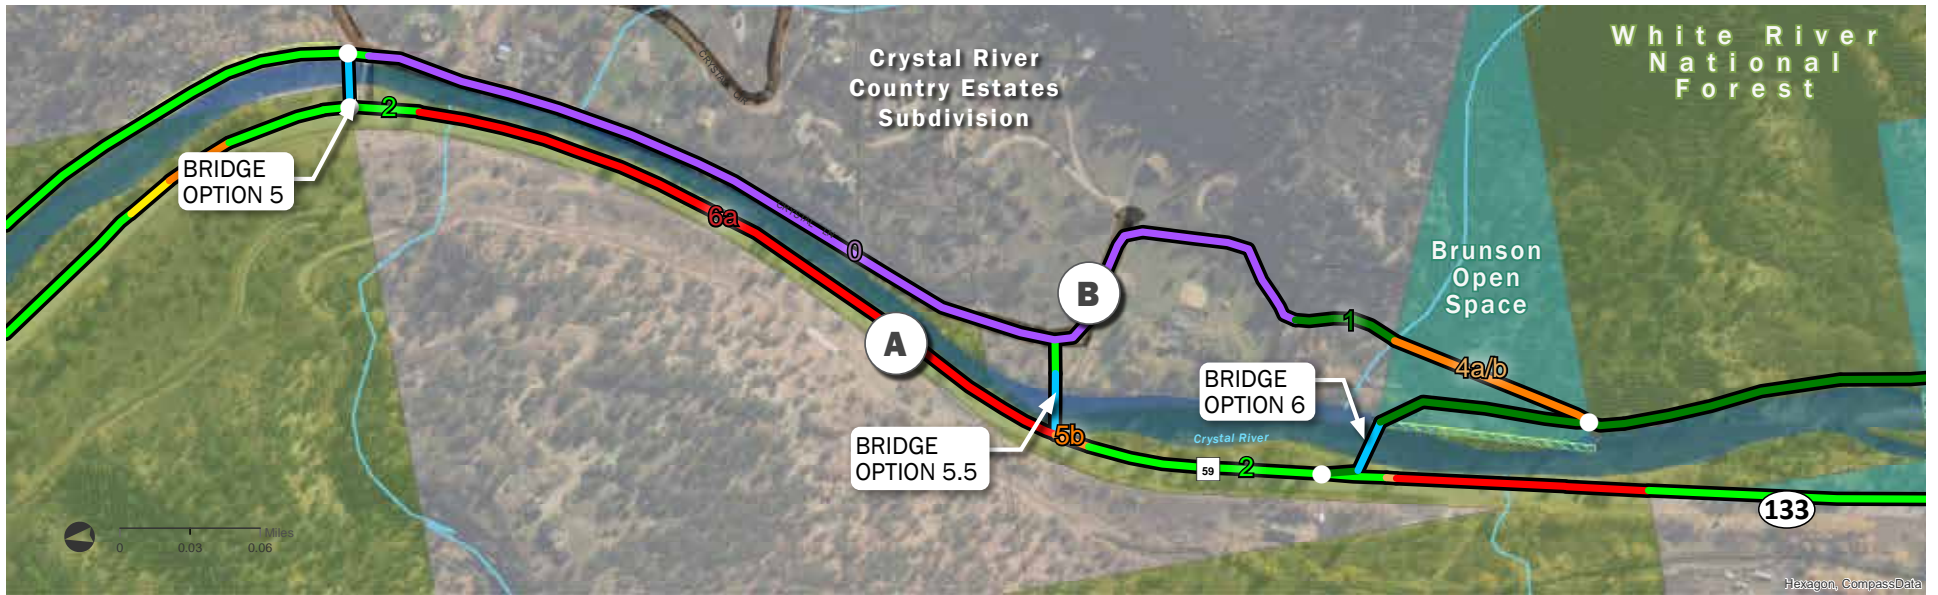 White River
National
Forest
Crystal River
Country Estates
Subdivision
CRYSTAL CIR
2
BRIDGE
OPTION 5
6a
0
B
Brunson
Open
Space
1
A
4a/b
BRIDGE
OPTION 6
5b
BRIDGE
OPTION 5.5
Crystal River
59
2
133
Miles
0
0.03
0.06
Hexagon, CompassData